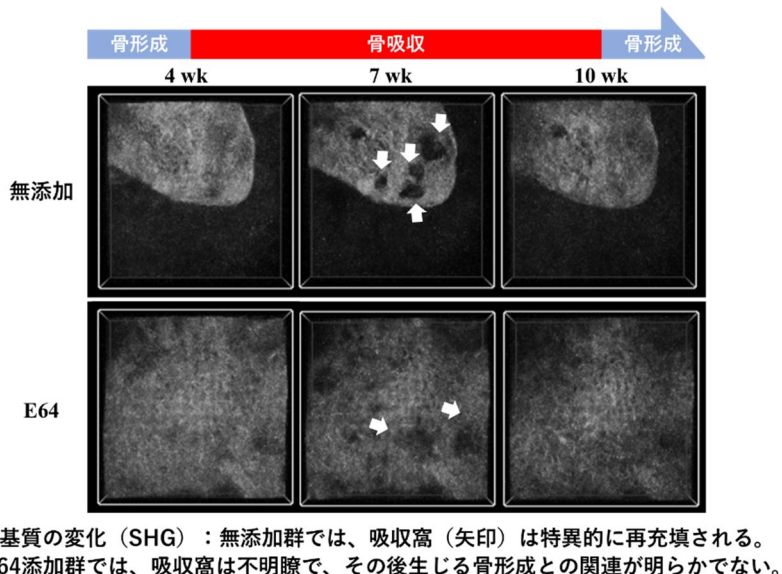 骨形成 骨吸収 骨形成
4 wk 7 wk 10 wk
無添加
E64
基質の変化（SHG）：無添加群では、吸収窩（矢印）は特異的に再充填される。
64添加群では、吸収窩は不明瞭で、その後生じる骨形成との関連が明らかでない。